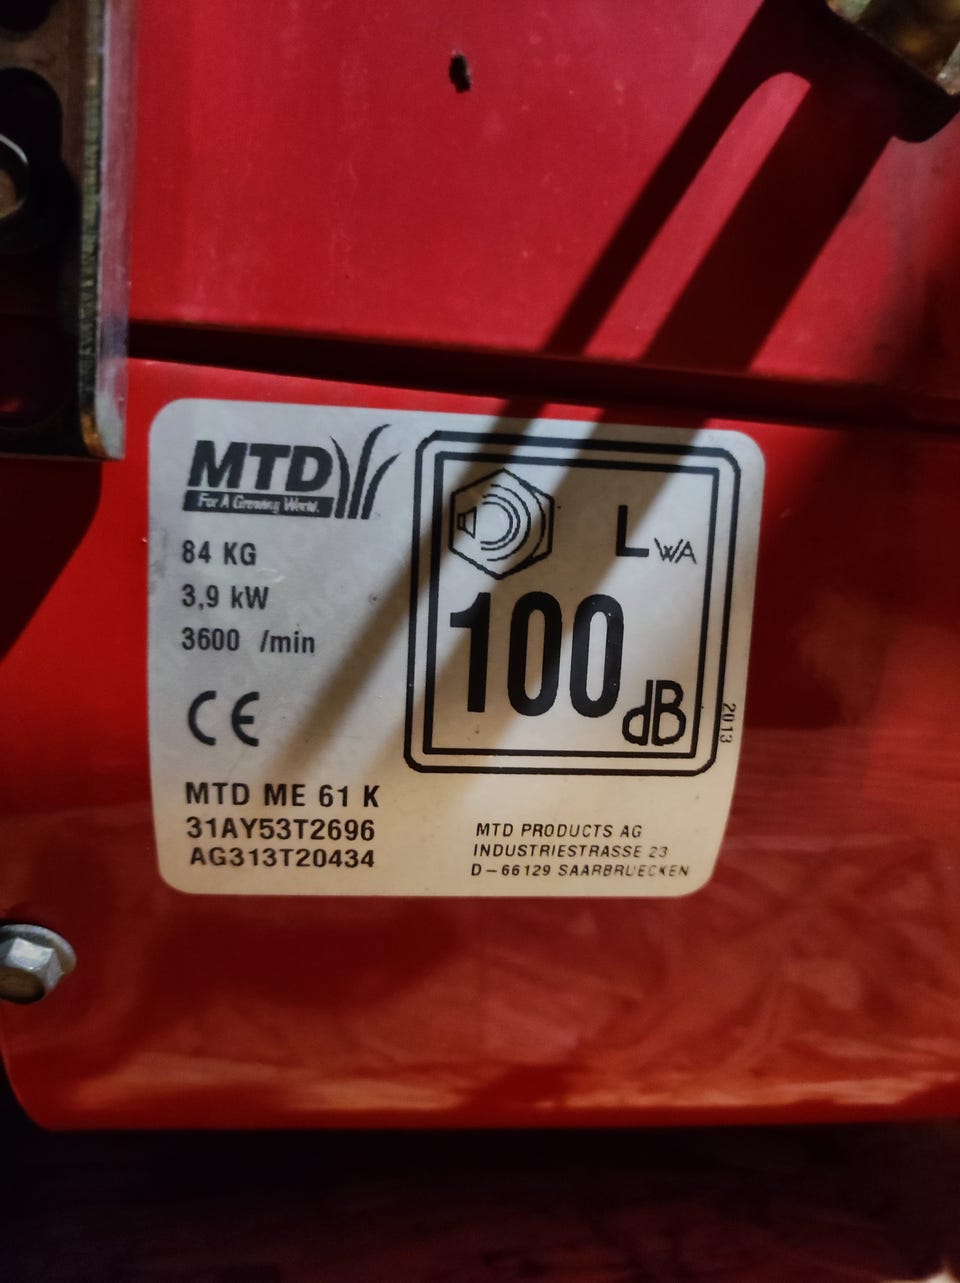 MTD
For A Growing World.
84 KG
3,9 kW
3600 /min
CE
MTD ME 61 K
31AY53T2696
AG313T20434
LWA
100
dB
2013
MTD PRODUCTS AG
INDUSTRIESTRASSE 23
D-66129 SAARBRUECKEN